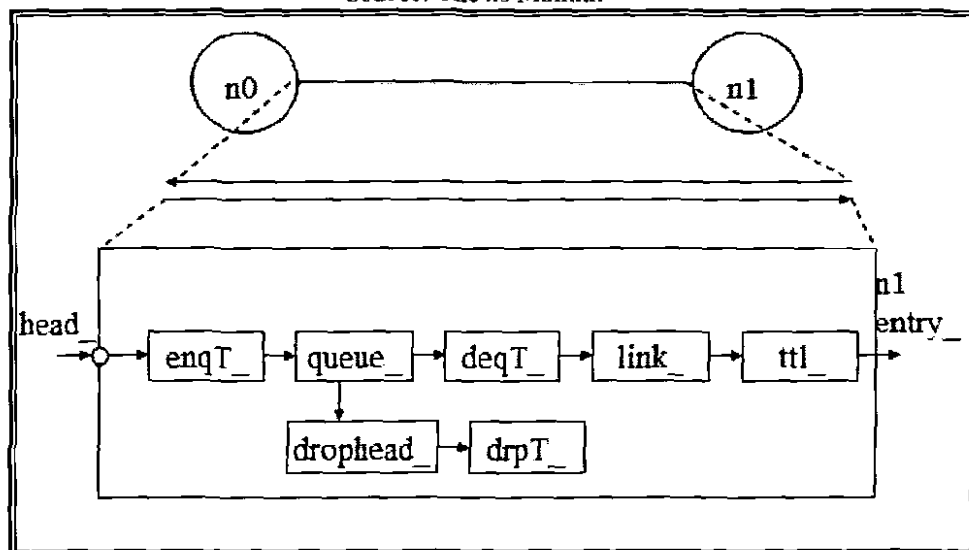 n0 n1
n1
head_ entry_
enqT_ queue_ deqT_ link_ ttl_
drophead_ drpT_